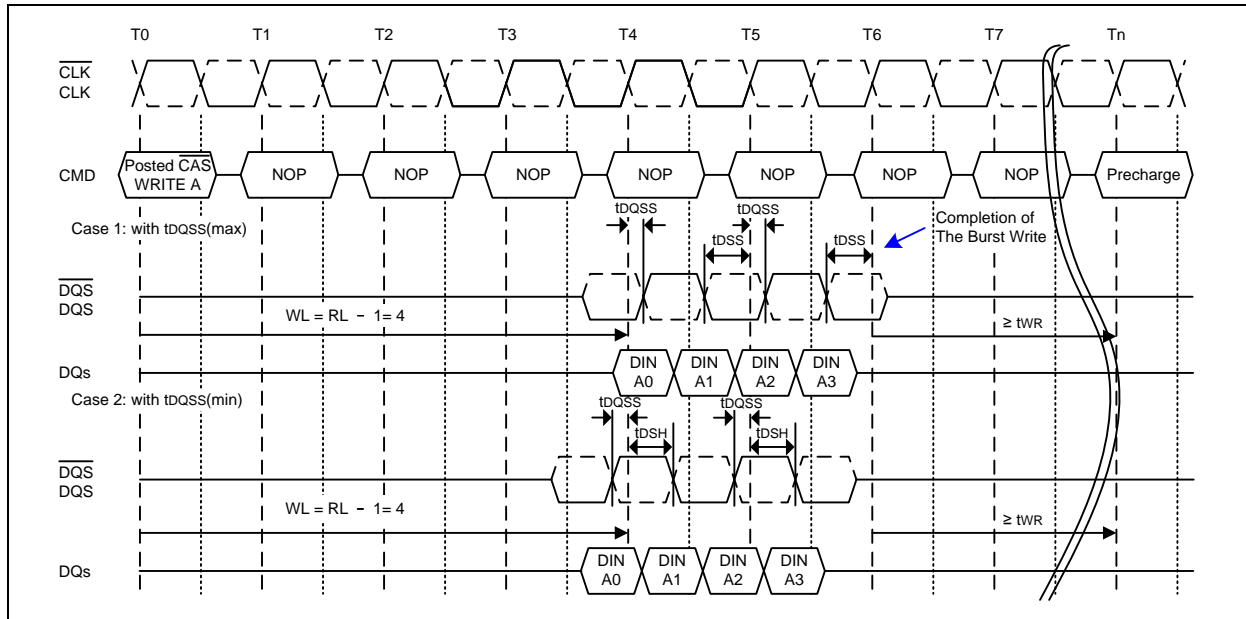 T0 T1 T2 T3 T4 T5 T6 T7 Tn
CLK
CLK
CMD
Posted CAS
WRITE A
NOP NOP NOP NOP NOP NOP NOP Precharge
Case 1: with tDQSS(max)
tDQSS tDQSS
tDSS tDSS
Completion of
The Burst Write
DQS
DQS
WL = RL − 1= 4
≥ tWR
DQs
DIN
A0
DIN
A1
DIN
A2
DIN
A3
Case 2: with tDQSS(min)
tDQSS tDQSS
tDSH tDSH
DQS
DQS
WL = RL − 1= 4
≥ tWR
DQs
DIN
A0
DIN
A1
DIN
A2
DIN
A3